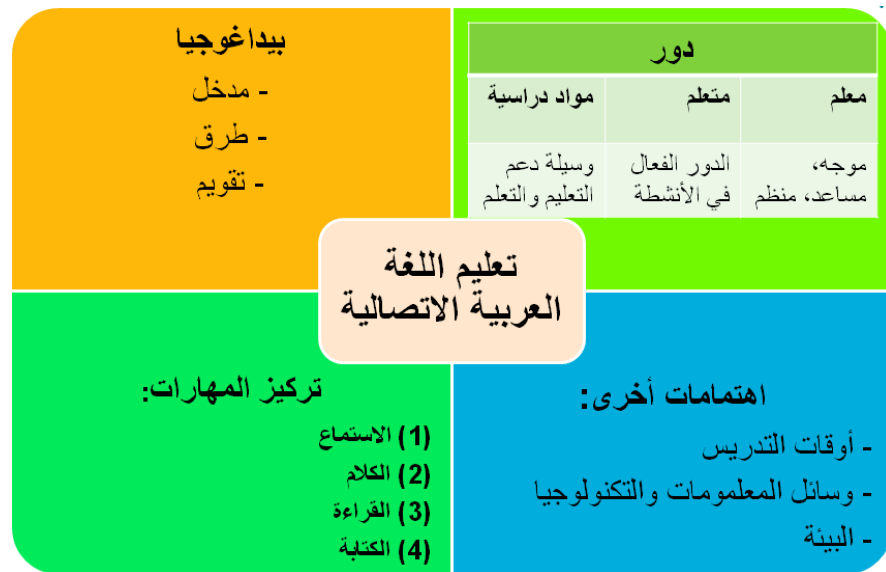 دور
معلم متعلم مواد دراسية
موجه، الدور الفعال وسيلة دعم
مساعد، منظم في الأنشطة التعليم والتعلم
بيداغوجيا
- مدخل
- طرق
- تقويم
تعليم اللغة
العربية الاتصالية
اهتمامات أخرى:
- أوقات التدريس
- وسائل المعلمومات والتكنولوجيا
- البيئة
تركيز المهارات:
(1) الاستماع
(2) الكلام
(3) القراءة
(4) الكتابة